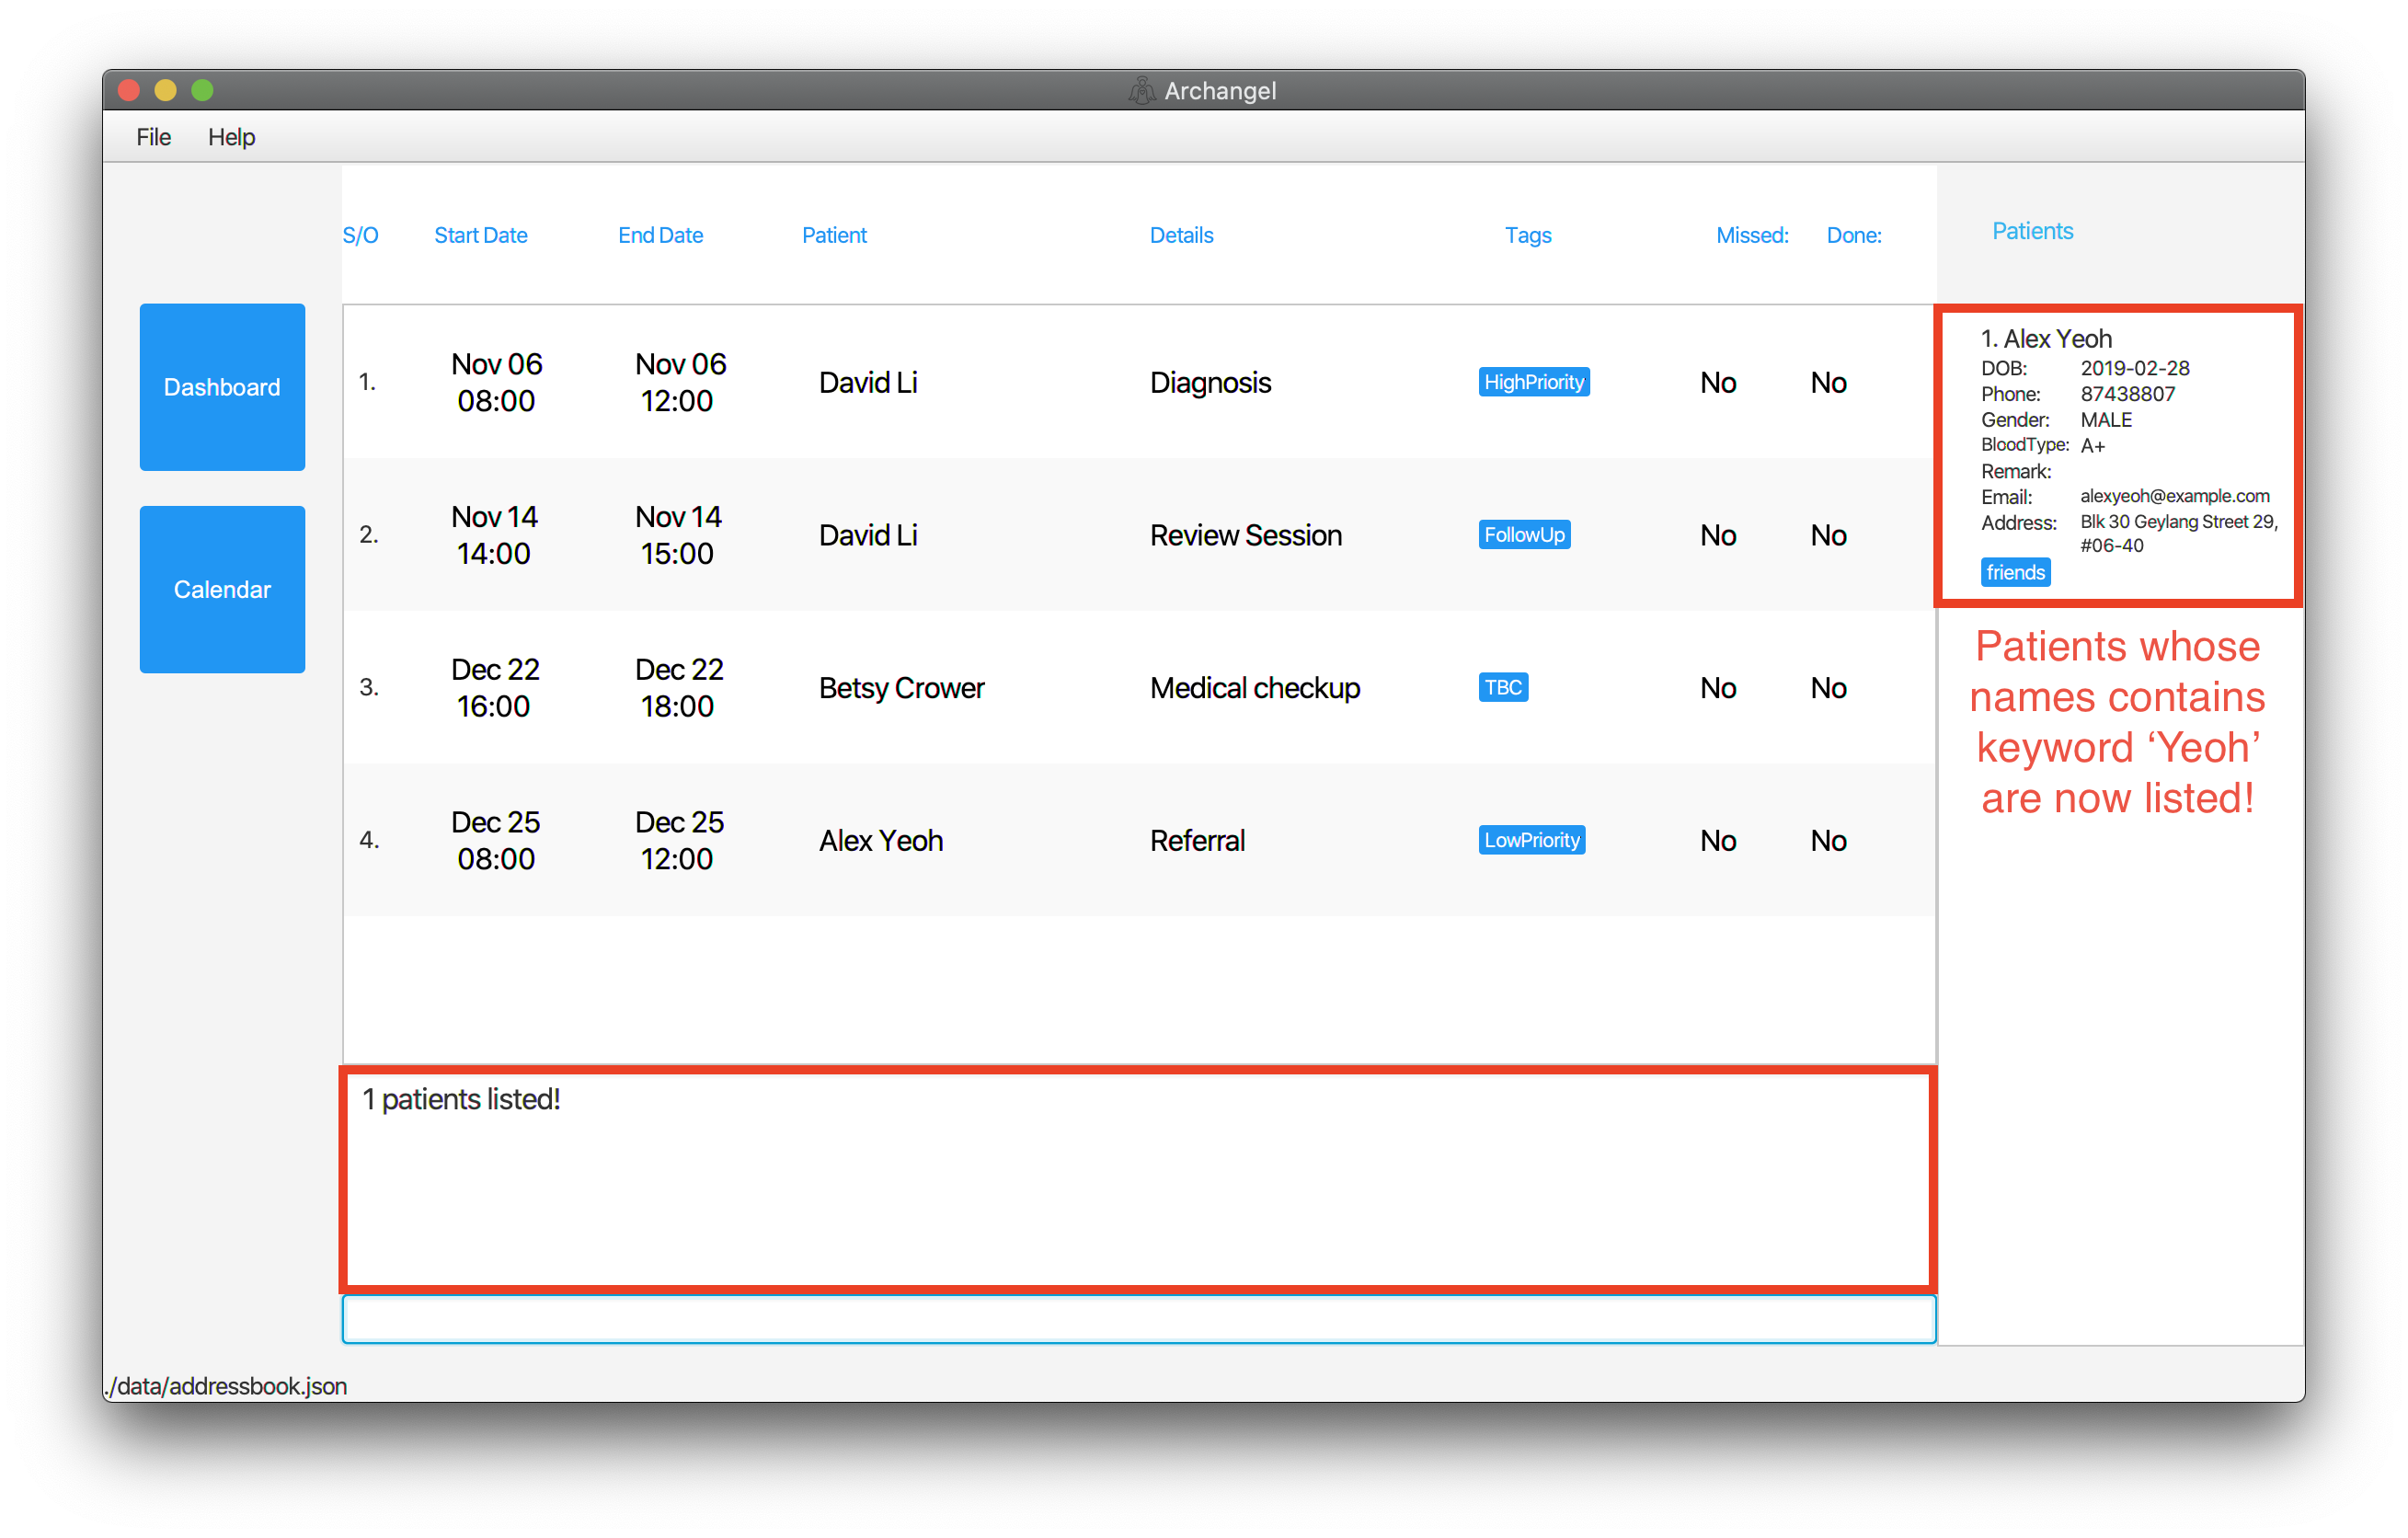 Archangel
File Help
S/O Start Date End Date Patient Details Tags Missed: Done:
Patients
Dashboard
Calendar
1. Nov 06 08:00 Nov 06 12:00 David Li Diagnosis HighPriority No No
2. Nov 14 14:00 Nov 14 15:00 David Li Review Session FollowUp No No
3. Dec 22 16:00 Dec 22 18:00 Betsy Crower Medical checkup TBC No No
4. Dec 25 08:00 Dec 25 12:00 Alex Yeoh Referral LowPriority No No
1. Alex Yeoh
DOB: 2019-02-28
Phone: 87438807
Gender: MALE
BloodType: A+
Remark:
Email: alexyeoh@example.com
Address: Blk 30 Geylang Street 29,
#06-40
friends
Patients whose
names contains
keyword ‘Yeoh’
are now listed!
1 patients listed!
./data/addressbook.json